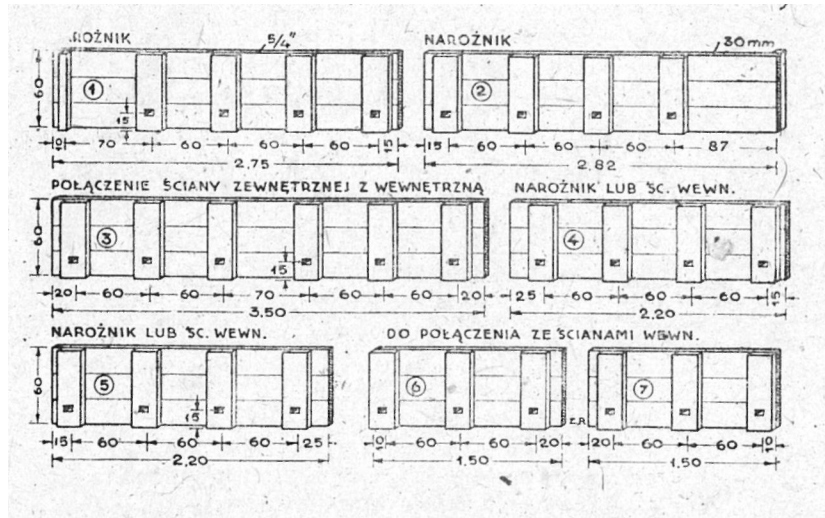 ROŻNIK 5/4"
NAROŻNIK 30mm
60 1 15
2
10 70 60 60 60 15
2.75
15 60 60 60 87
2.82
POŁĄCZENIE ŚCIANY ZEWNĘTRZNEJ Z WEWNĘTRZNĄ
NAROŻNIK LUB ŚC. WEWN.
60 3 15
4
20 60 60 70 60 60 20
3.50
25 60 60 60 15
2.20
NAROŻNIK LUB ŚC. WEWN.
DO POŁĄCZENIA ZE ŚCIANAMI WEWN.
60 5 15
6
7
Z.R.
15 60 60 60 25
2,20
10 60 60 20
1.50
20 60 60 10
1.50